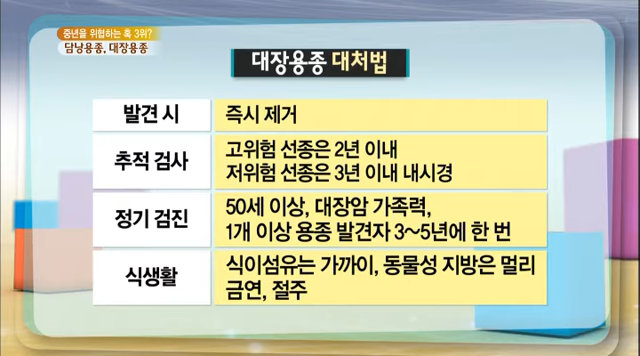 중년을 위협하는 혹 3위?
담낭용종, 대장용종
대장용종 대처법
발견 시
즉시 제거
추적 검사
고위험 선종은 2년 이내
저위험 선종은 3년 이내 내시경
정기 검진
50세 이상, 대장암 가족력,
1개 이상 용종 발견자 3~5년에 한 번
식생활
식이섬유는 가까이, 동물성 지방은 멀리
금연, 절주